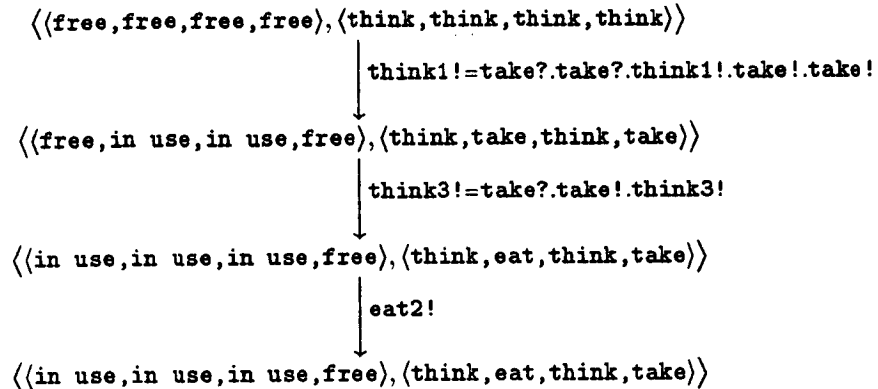 ⟨⟨free,free,free,free⟩,⟨think,think,think,think⟩⟩
think1!=take?.take?.think1!.take!.take!
⟨⟨free,in use,in use,free⟩,⟨think,take,think,take⟩⟩
think3!=take?.take!.think3!
⟨⟨in use,in use,in use,free⟩,⟨think,eat,think,take⟩⟩
eat2!
⟨⟨in use,in use,in use,free⟩,⟨think,eat,think,take⟩⟩